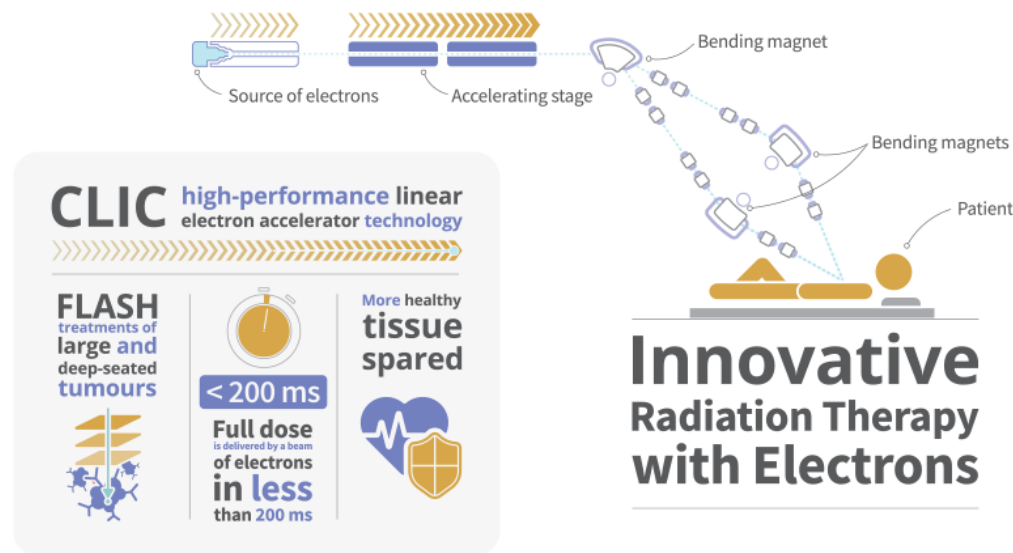 Bending magnet
Source of electrons
Accelerating stage
Bending magnets
Patient
CLIC high-performance linear
electron accelerator technology
FLASH
treatments of
large and
deep-seated
tumours
< 200 ms
Full dose
is delivered by a beam
of electrons
in less
than 200 ms
More healthy
tissue
spared
Innovative
Radiation Therapy
with Electrons